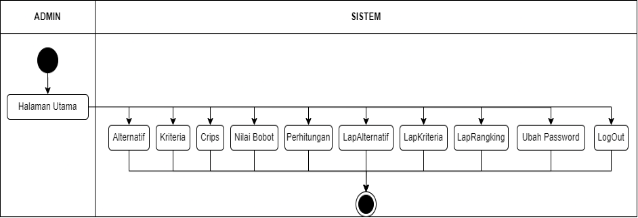 ADMIN
SISTEM
Halaman Utama
Alternatif
Kriteria
Crips
Nilai Bobot
Perhitungan
LapAlternatif
LapKriteria
LapRangking
Ubah Password
LogOut